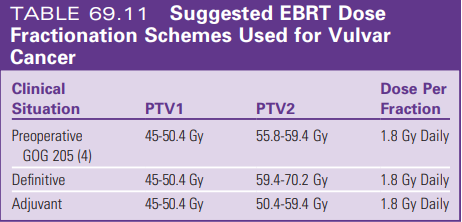 TABLE 69.11 Suggested EBRT Dose
Fractionation Schemes Used for Vulvar
Cancer
Clinical Dose Per
Situation PTV1 PTV2 Fraction
Preoperative 45-50.4 Gy 55.8-59.4 Gy 1.8 Gy Daily
GOG 205 (4)
Definitive 45-50.4 Gy 59.4-70.2 Gy 1.8 Gy Daily
Adjuvant 45-50.4 Gy 50.4-59.4 Gy 1.8 Gy Daily